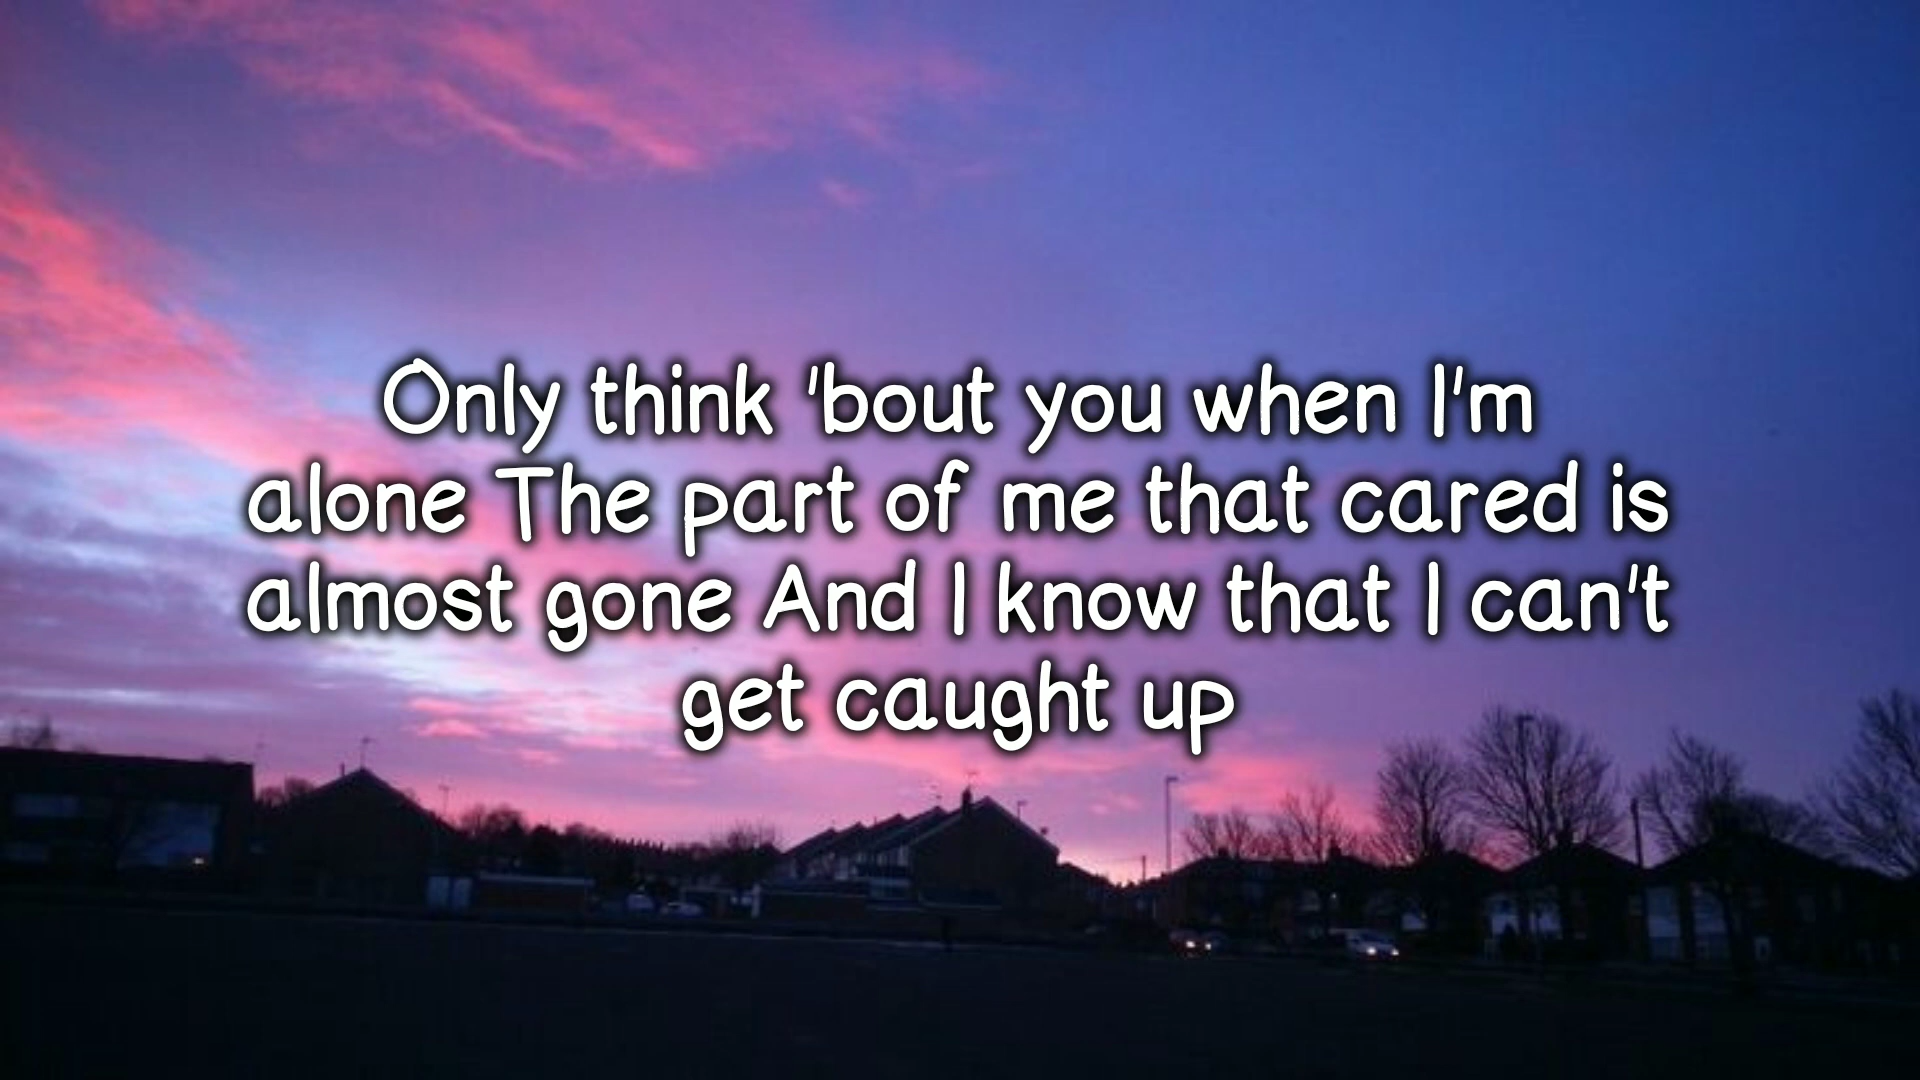 Only think 'bout you when I'm
alone The part of me that cared is
almost gone And I know that I can't
get caught up